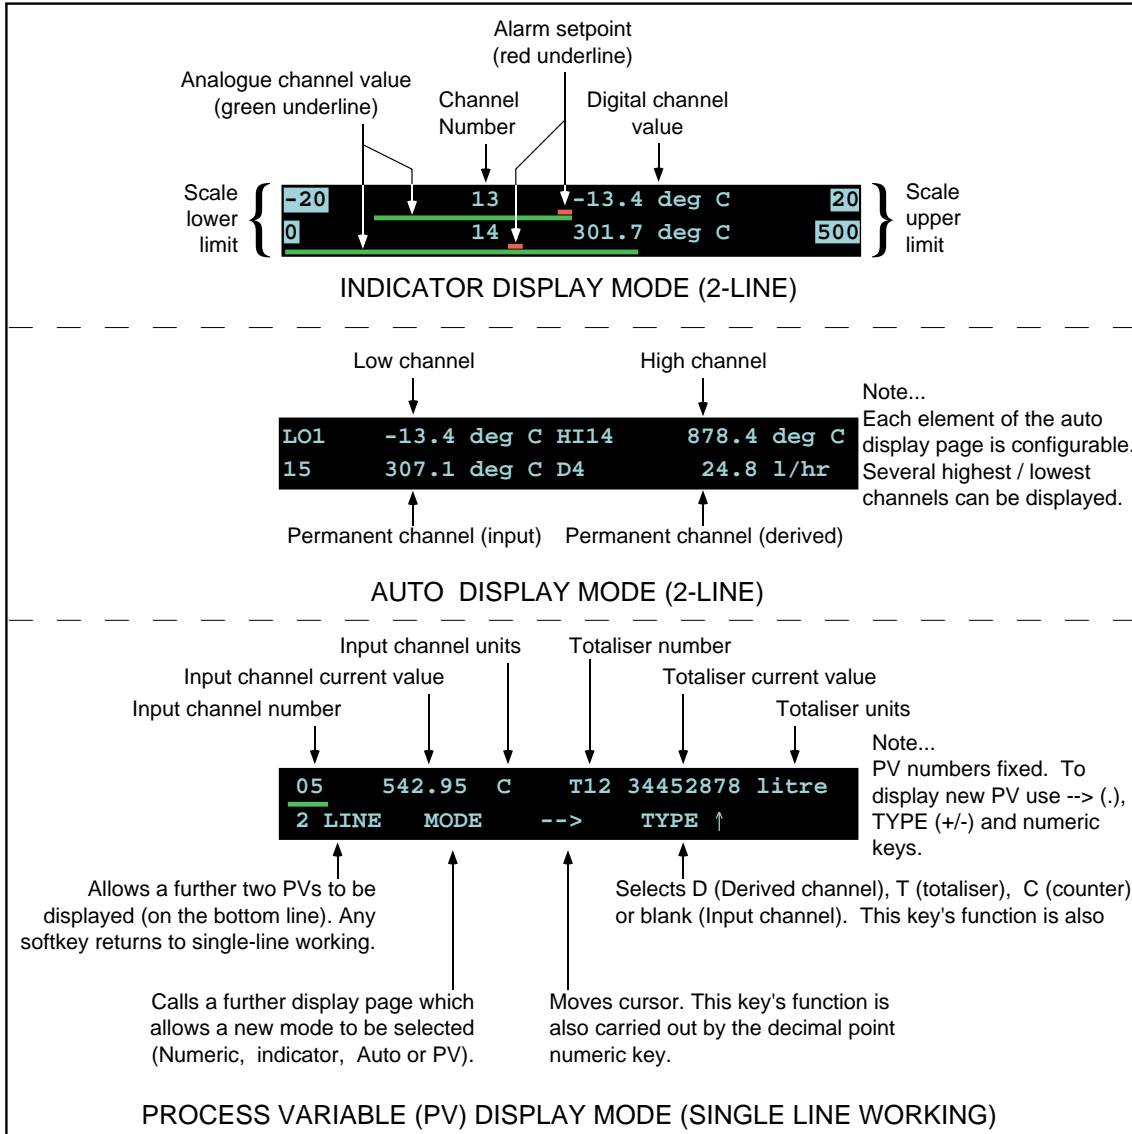 Alarm setpoint
(red underline)
Analogue channel value
(green underline)
Channel
Number
Digital channel
value
Scale
lower
limit
-20 13 -13.4 deg C 20
0 14 301.7 deg C 500
Scale
upper
limit
INDICATOR DISPLAY MODE (2-LINE)
Low channel
High channel
LO1 -13.4 deg C HI14 878.4 deg C
15 307.1 deg C D4 24.8 l/hr
Note...
Each element of the auto
display page is configurable.
Several highest / lowest
channels can be displayed.
Permanent channel (input)
Permanent channel (derived)
AUTO DISPLAY MODE (2-LINE)
Input channel units
Totaliser number
Input channel current value
Totaliser current value
Input channel number
Totaliser units
05 542.95 C T12 34452878 litre
2 LINE MODE --> TYPE ↑
Note...
PV numbers fixed. To
display new PV use --> (.),
TYPE (+/-) and numeric
keys.
Allows a further two PVs to be
displayed (on the bottom line). Any
softkey returns to single-line working.
Selects D (Derived channel), T (totaliser), C (counter)
or blank (Input channel). This key's function is also
Calls a further display page which
allows a new mode to be selected
(Numeric, indicator, Auto or PV).
Moves cursor. This key's function is
also carried out by the decimal point
numeric key.
PROCESS VARIABLE (PV) DISPLAY MODE (SINGLE LINE WORKING)